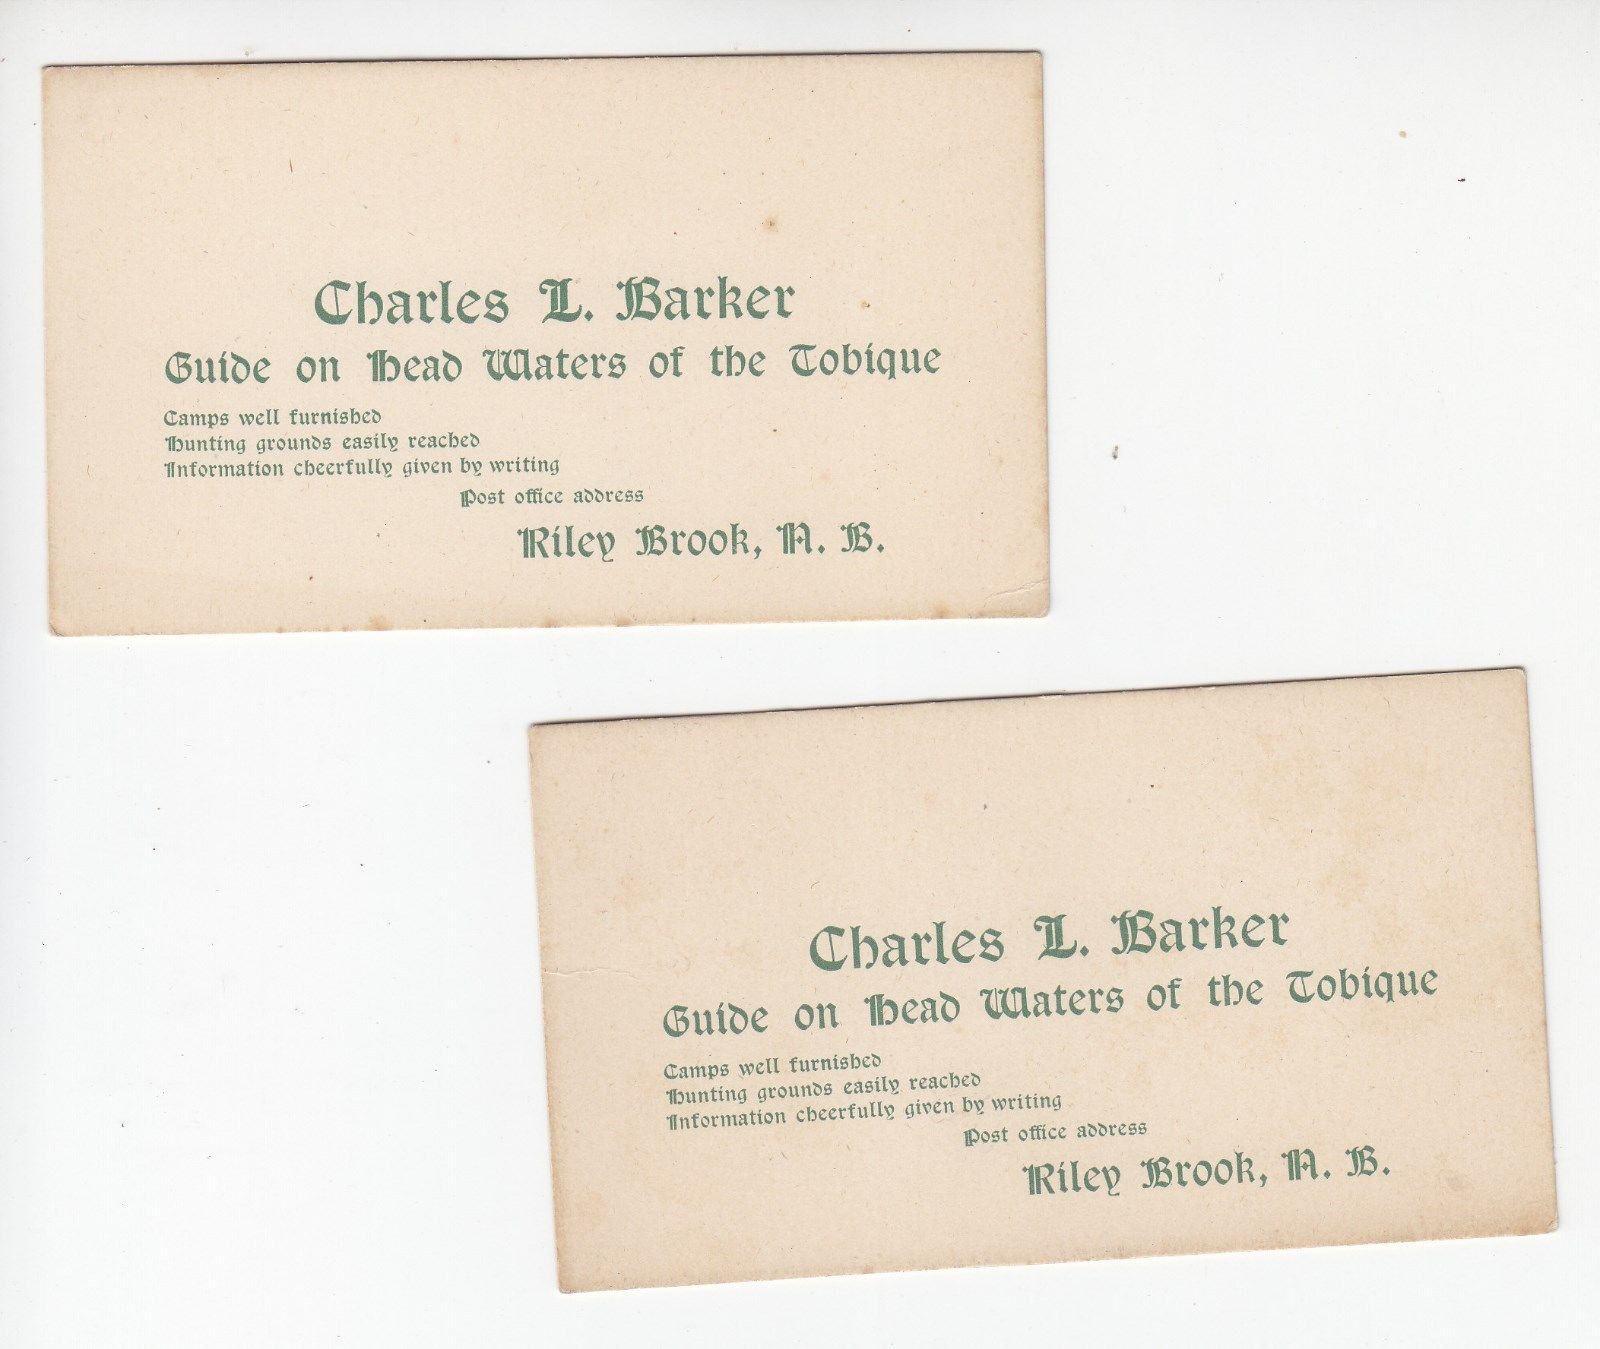 Charles L. Barker
Guide on Head Waters of the Tobique
Camps well furnished
Hunting grounds easily reached
Information cheerfully given by writing
Post office address
Riley Brook, N. B.
Charles L. Barker
Guide on Head Waters of the Tobique
Camps well furnished
Hunting grounds easily reached
Information cheerfully given by writing
Post office address
Riley Brook, N. B.